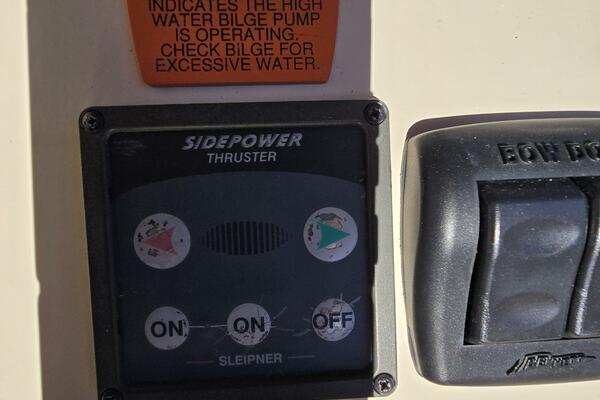 INDICATES THE HIGH
WATER BILGE PUMP
IS OPERATING.
CHECK BILGE FOR
EXCESSIVE WATER.
SIDEPOWER
THRUSTER
ON ON OFF
SLEIPNER
BOW